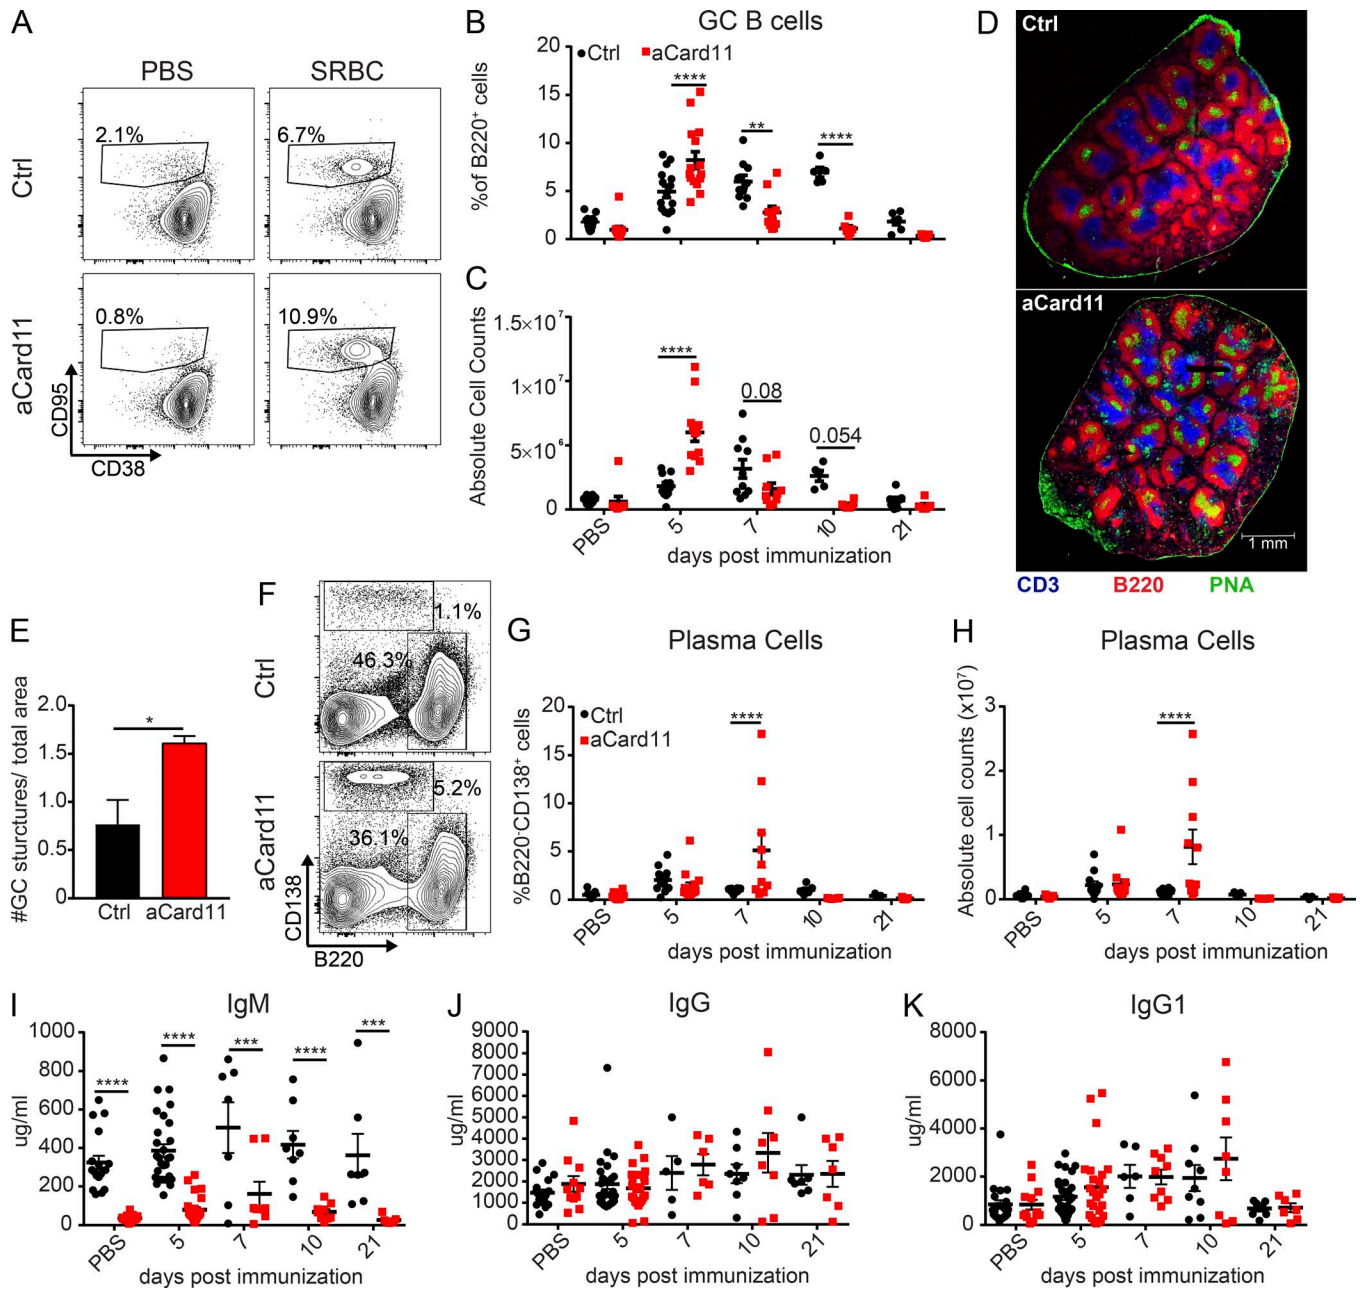 A
PBS
SRBC
Ctrl
2.1%
6.7%
aCard11
0.8%
10.9%
CD95
CD38
B
GC B cells
Ctrl
aCard11
%of B220+ cells
20
15
10
5
0
****
**
****
C
Absolute Cell Counts
1.5×10⁷
1×10⁷
5×10⁶
0
****
0.08
0.054
PBS
5
7
10
21
days post immunization
D
Ctrl
aCard11
1 mm
CD3
B220
PNA
E
#GC sturctures/ total area
2.0
1.5
1.0
0.5
0
*
Ctrl
aCard11
F
Ctrl
1.1%
46.3%
aCard11
5.2%
36.1%
CD138
B220
G
Plasma Cells
Ctrl
aCard11
%B220⁻CD138⁺ cells
20
15
10
5
0
****
PBS
5
7
10
21
days post immunization
H
Plasma Cells
Absolute cell counts (x10⁷)
3
2
1
0
****
PBS
5
7
10
21
days post immunization
I
IgM
ug/ml
1000
800
600
400
200
0
****
****
***
****
***
PBS
5
7
10
21
days post immunization
J
IgG
ug/ml
9000
8000
7000
6000
5000
4000
3000
2000
1000
0
PBS
5
7
10
21
days post immunization
K
IgG1
ug/ml
8000
6000
4000
2000
0
PBS
5
7
10
21
days post immunization